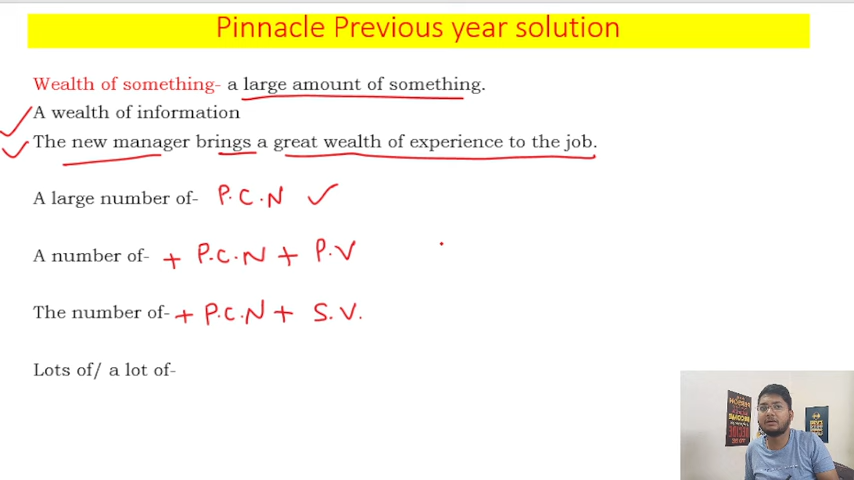 Pinnacle Previous year solution
Wealth of something- a large amount of something.
A wealth of information
The new manager brings a great wealth of experience to the job.
A large number of- P.C.N
A number of- + P.C.N + P.V
The number of- + P.C.N + S.V.
Lots of/ a lot of-